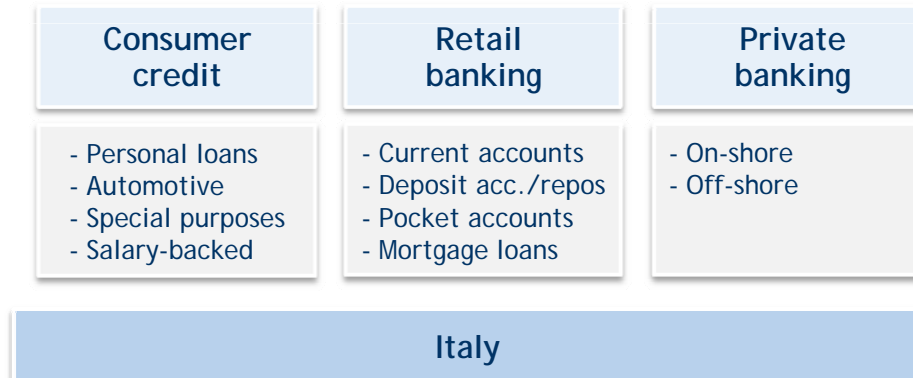 Consumer
credit
- Personal loans
- Automotive
- Special purposes
- Salary-backed
Retail
banking
- Current accounts
- Deposit acc./repos
- Pocket accounts
- Mortgage loans
Private
banking
- On-shore
- Off-shore
Italy